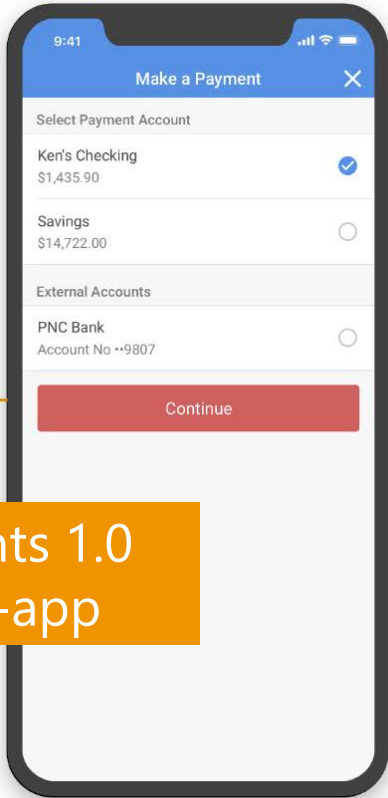 9:41
Make a Payment
Select Payment Account
Ken's Checking
$1,435.90
Savings
$14,722.00
External Accounts
PNC Bank
Account No ••9807
Continue
nts 1.0
-app